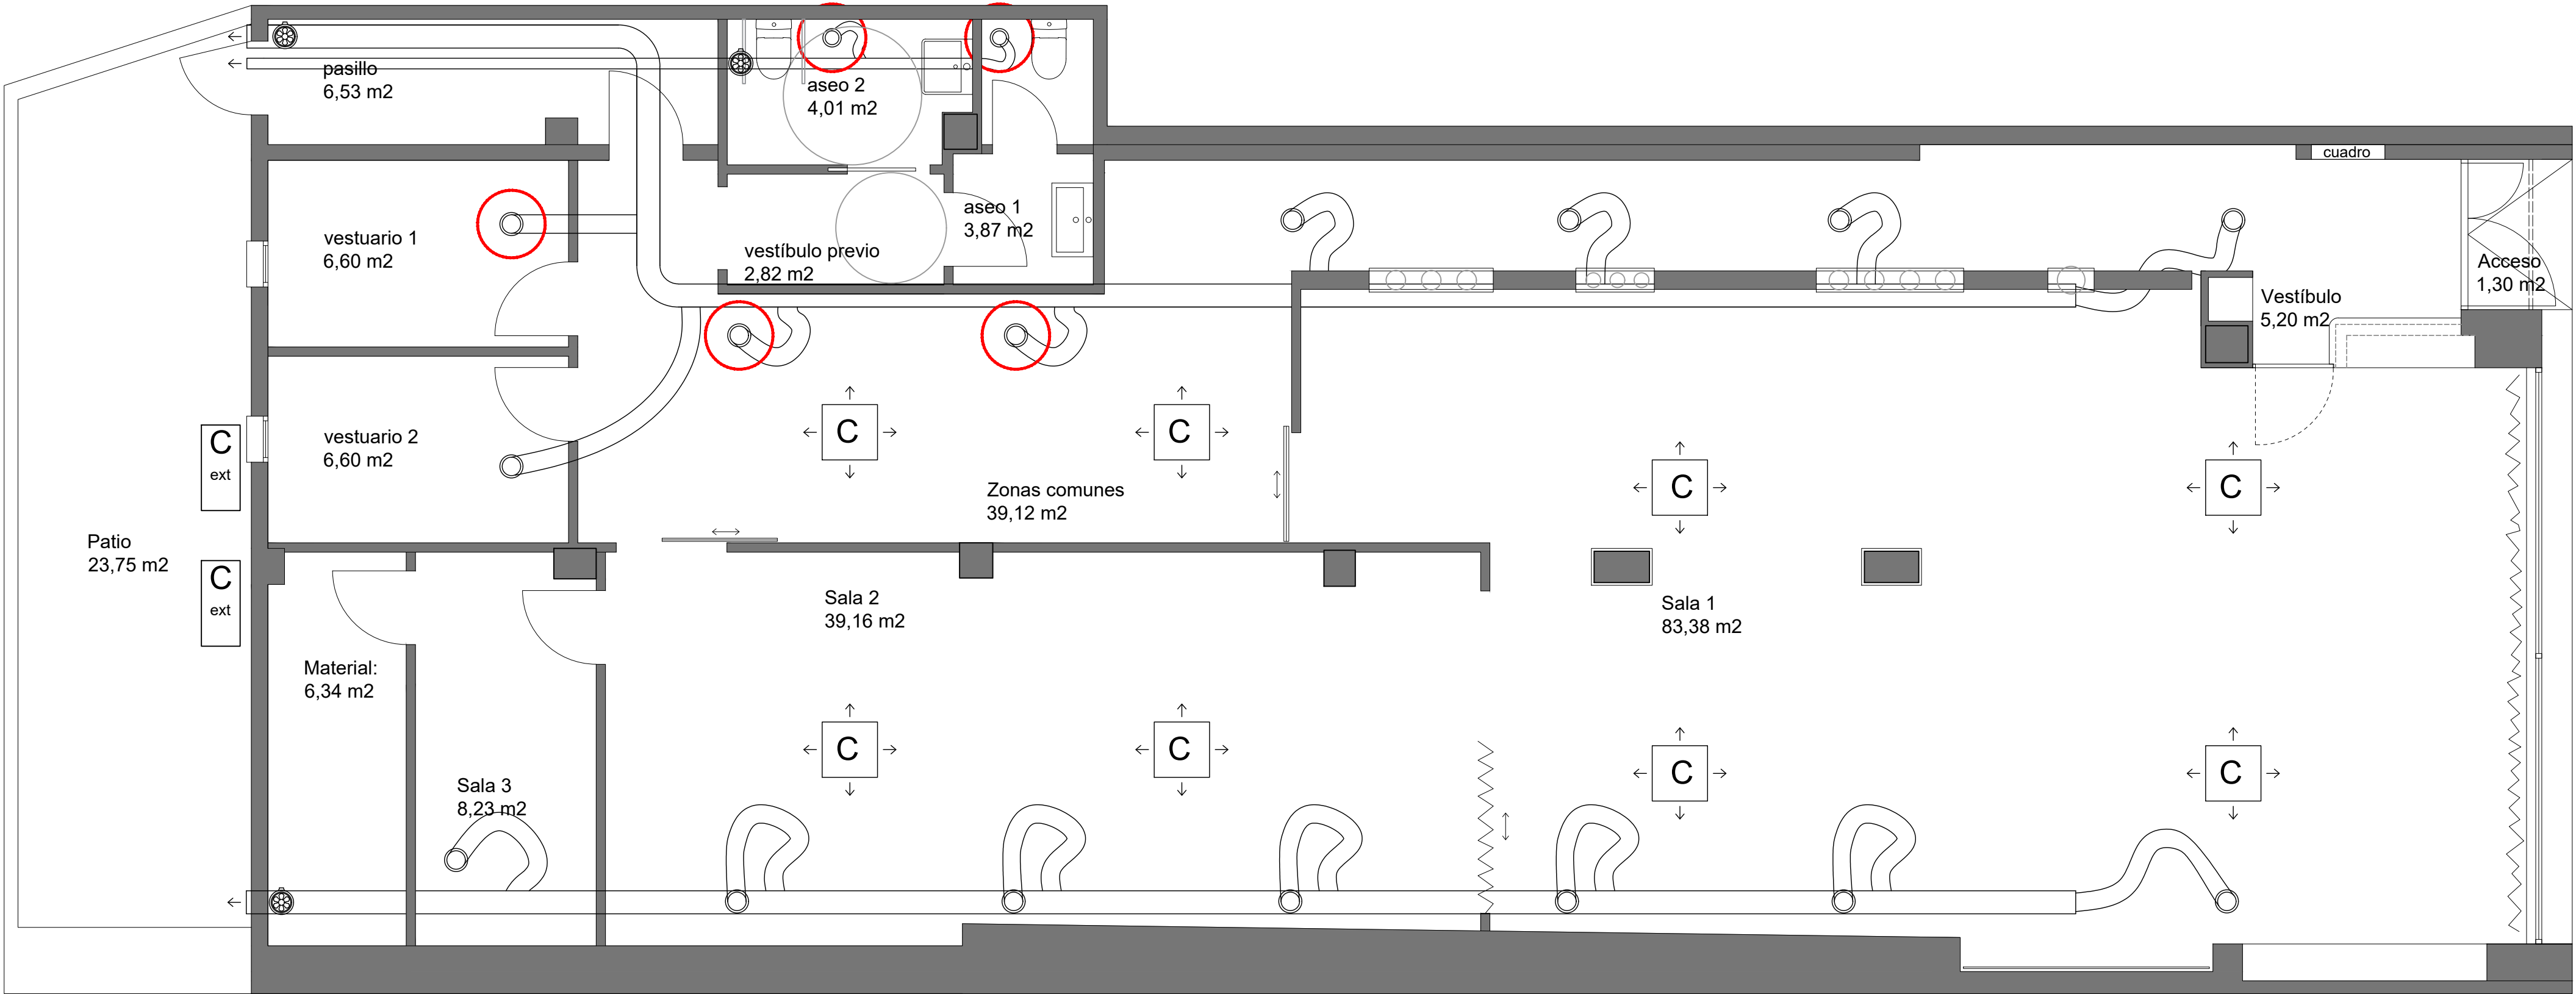 pasillo
6,53 m2
aseo 2
4,01 m2
cuadro
aseo 1
3,87 m2
vestuario 1
6,60 m2
vestíbulo previo
2,82 m2
Acceso
1,30 m2
Vestíbulo
5,20 m2
vestuario 2
6,60 m2
C
ext
C
C
C
C
Zonas comunes
39,12 m2
Patio
23,75 m2
C
ext
Sala 2
39,16 m2
Sala 1
83,38 m2
Material:
6,34 m2
C
C
C
C
Sala 3
8,23 m2